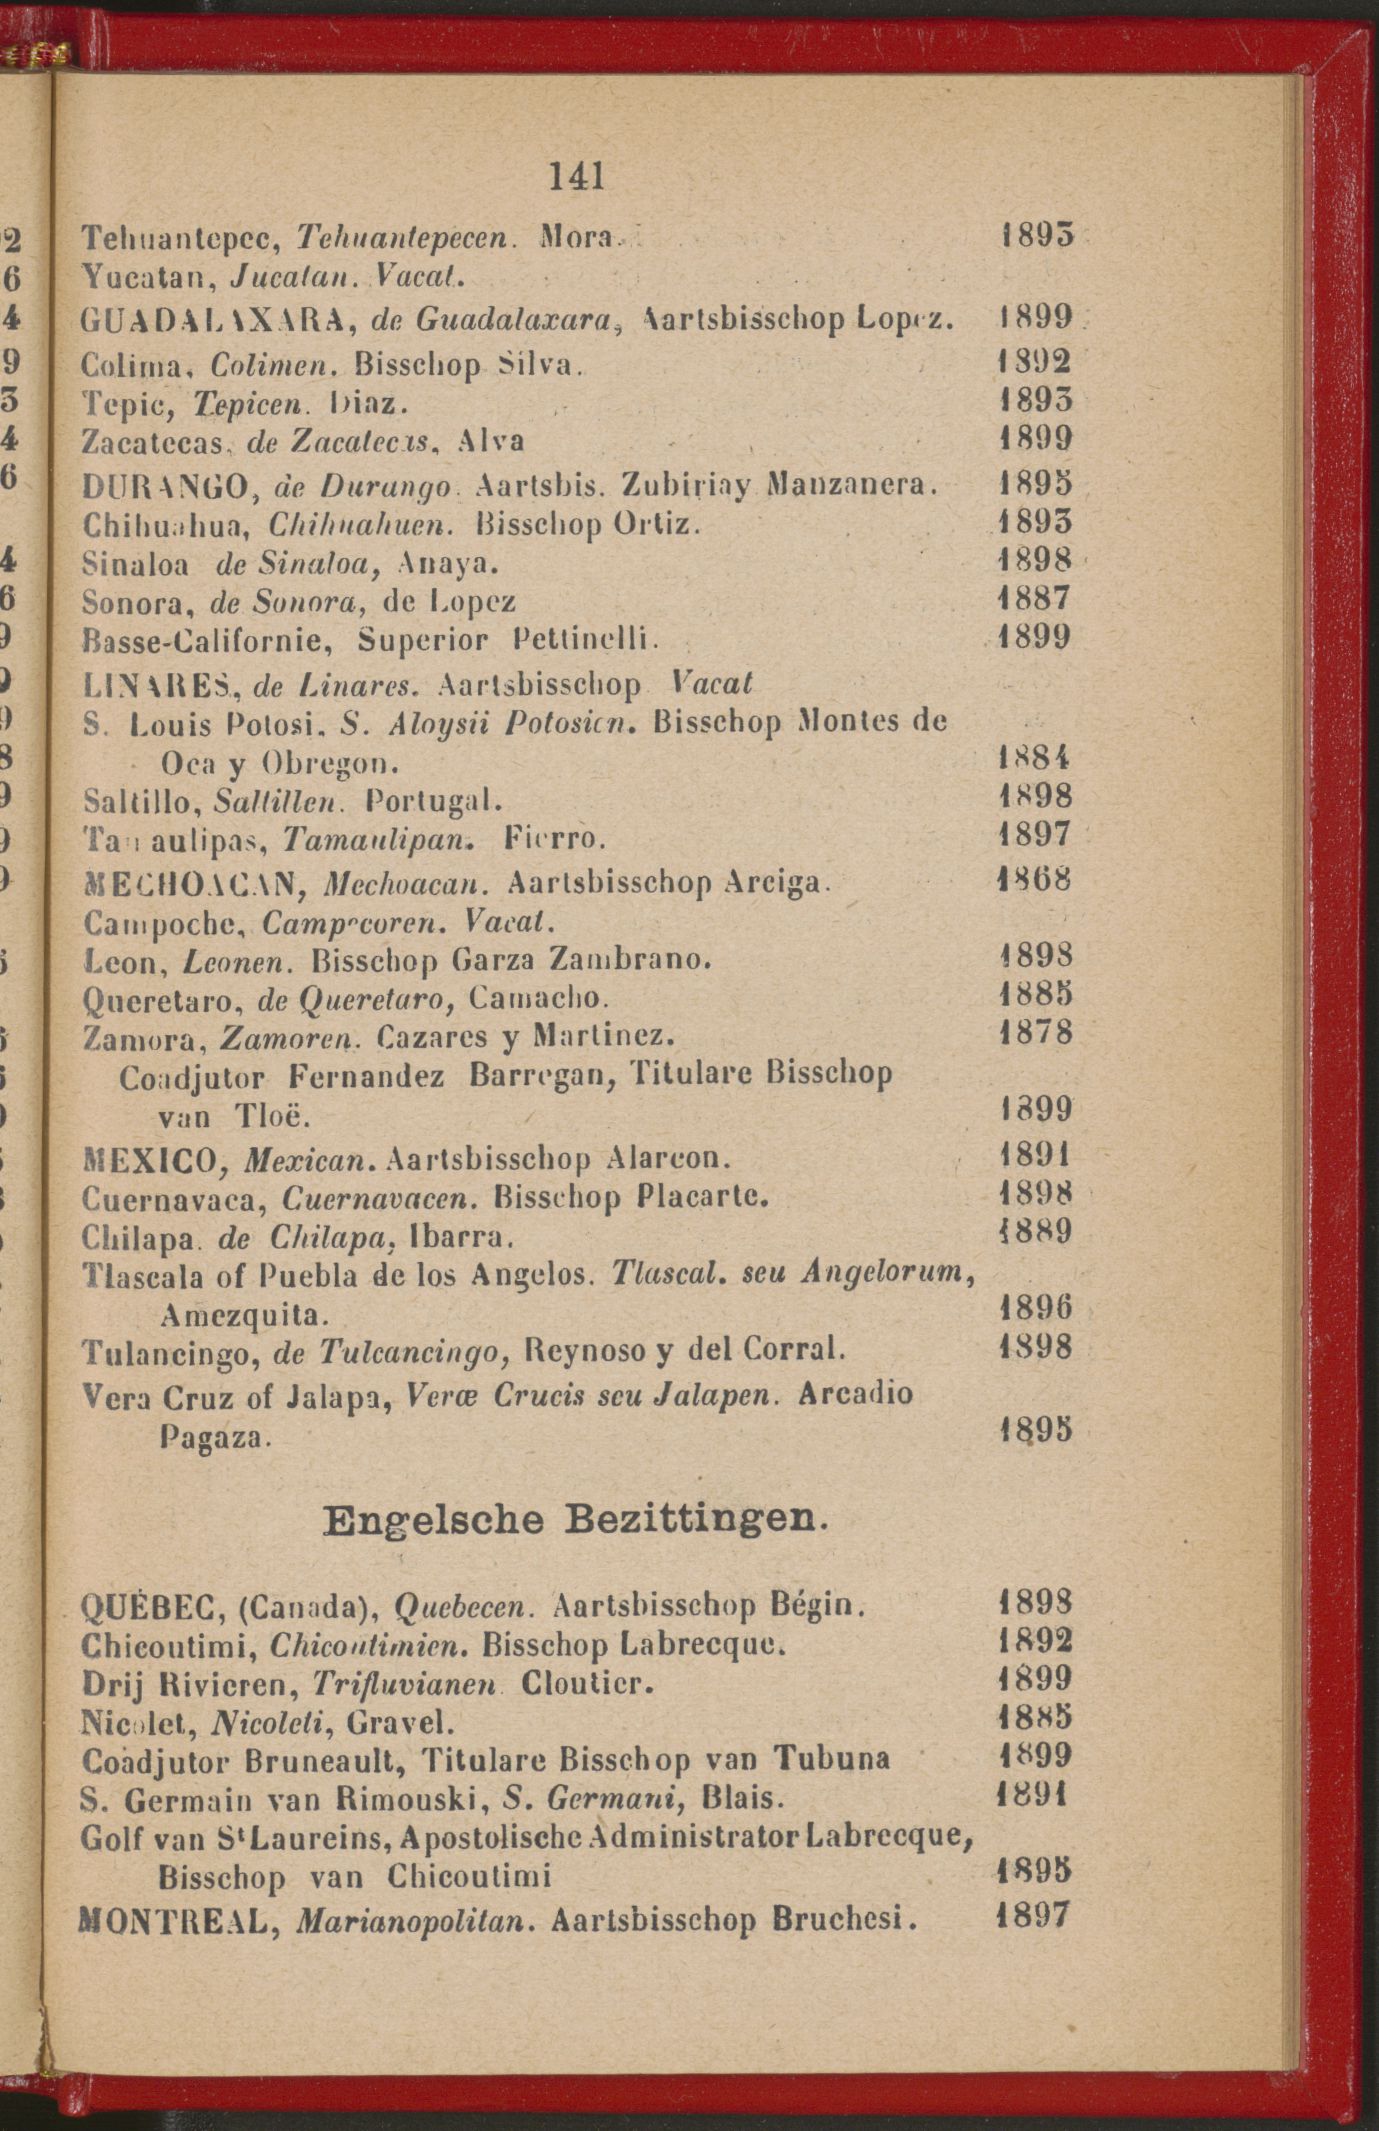 141
Tehuantepec, Tehuantepecen. Mora. 1893
Yucatan, Jucatan. Vacat.
GUADALAXARA, de Guadalaxara, Aartsbisschop Lopez. 1899
Colima, Colimen. Bisschop Silva. 1892
Tepic, Tepicen. Diaz. 1893
Zacatecas, de Zacatecas, Alva 1899
DURANGO, de Durango. Aartsbis. Zubiriay Manzanera. 1895
Chihuahua, Chihuahuen. Bisschop Ortiz. 1893
Sinaloa de Sinaloa, Anaya. 1898
Sonora, de Sonora, de Lopez 1887
Basse-Californie, Superior Pettinelli. 1899
LINARES, de Linares. Aartsbisschop Vacat
S. Louis Potosi. S. Aloysii Potosien. Bisschop Montes de
Oca y Obregon. 1884
Saltillo, Saltillen. Portugal. 1898
Tamaulipas, Tamaulipan. Fierro. 1897
MECHOACAN, Mechoacan. Aartsbisschop Arciga. 1868
Campoche, Campecoren. Vacat.
Leon, Leonen. Bisschop Garza Zambrano. 1898
Queretaro, de Queretaro, Camacho. 1885
Zamora, Zamoren. Cazares y Martinez. 1878
Coadjutor Fernandez Barregan, Titulare Bisschop
van Tloë. 1899
MEXICO, Mexican. Aartsbisschop Alarcon. 1891
Cuernavaca, Cuernavacen. Bisschop Placarte. 1898
Chilapa. de Chilapa, Ibarra. 1889
Tlascala of Puebla de los Angelos. Tlascal. seu Angelorum,
Amezquita. 1896
Tulancingo, de Tulcancingo, Reynoso y del Corral. 1898
Vera Cruz of Jalapa, Veræ Crucis seu Jalapen. Arcadio
Pagaza. 1895
Engelsche Bezittingen.
QUÉBEC, (Canada), Quebecen. Aartsbisschop Bégin. 1898
Chicoutimi, Chicoutimien. Bisschop Labrecque. 1892
Drij Rivieren, Trifluvianen. Cloutier. 1899
Nicolet, Nicoleti, Gravel. 1885
Coadjutor Bruneault, Titulare Bisschop van Tubuna 1899
S. Germain van Rimouski, S. Germani, Blais. 1891
Golf van St Laureins, Apostolische Administrator Labrecque,
Bisschop van Chicoutimi 1895
MONTREAL, Marianopolitan. Aartsbisschop Bruchesi. 1897